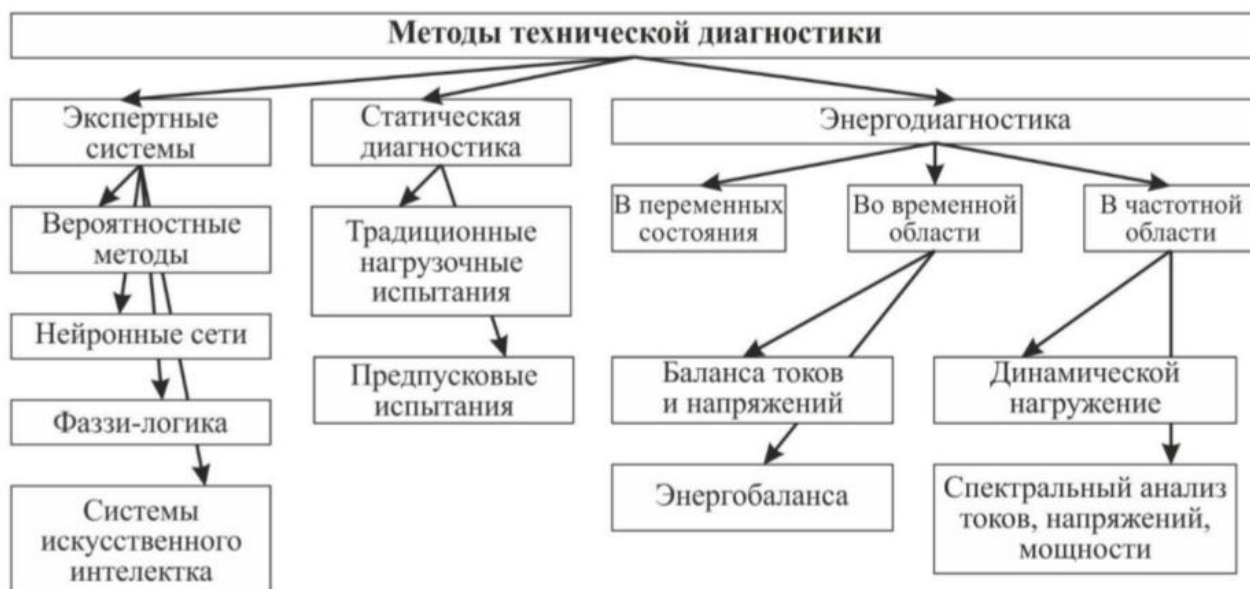 Методы технической диагностики
Экспертные
системы
Статическая
диагностика
Энергодиагностика
Вероятностные
методы
Нейронные сети
Фаззи-логика
Системы
искусственного
интелектка
Традиционные
нагрузочные
испытания
Предпусковые
испытания
В переменных
состояния
Во временной
области
В частотной
области
Баланса токов
и напряжений
Энергобаланса
Динамической
нагружение
Спектральный анализ
токов, напряжений,
мощности